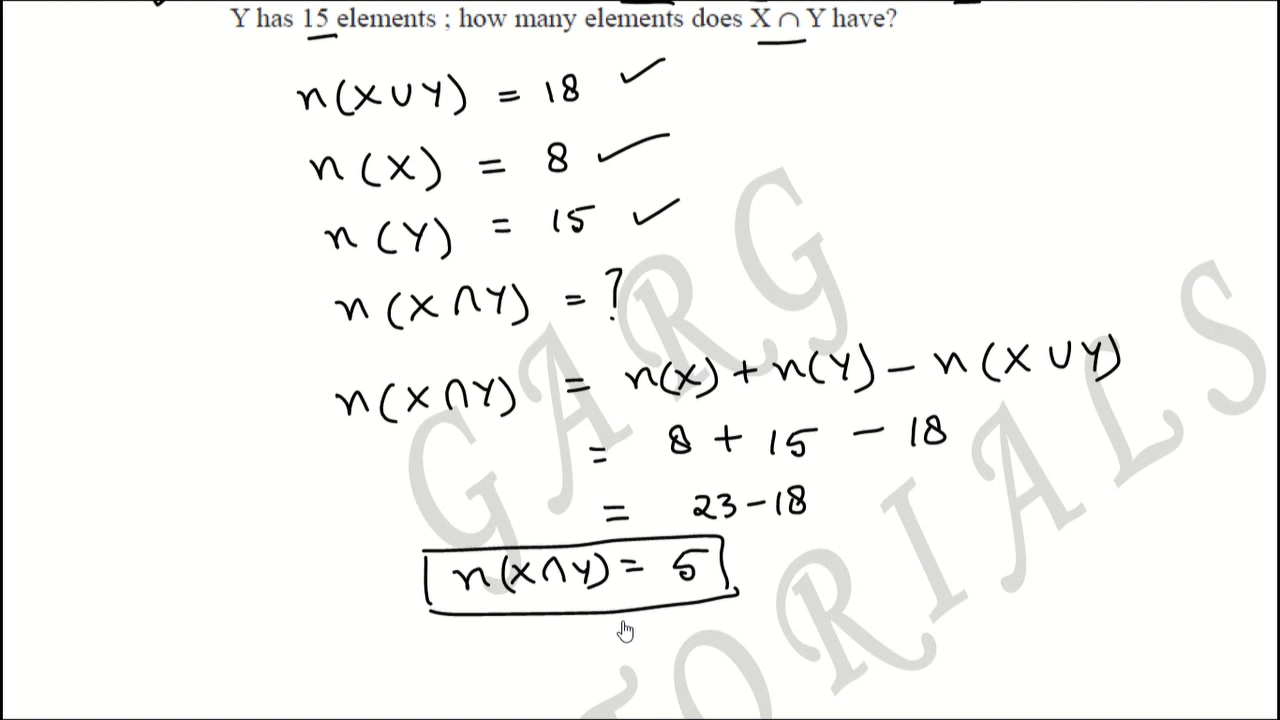 Y has 15 elements ; how many elements does X ∩ Y have?
n(X∪Y) = 18
n(X) = 8
n(Y) = 15
n(X∩Y) = ?
n(X∩Y) = n(X) + n(Y) - n(X∪Y)
= 8 + 15 - 18
= 23 - 18
n(X∩Y) = 5
GARG
TORIALS